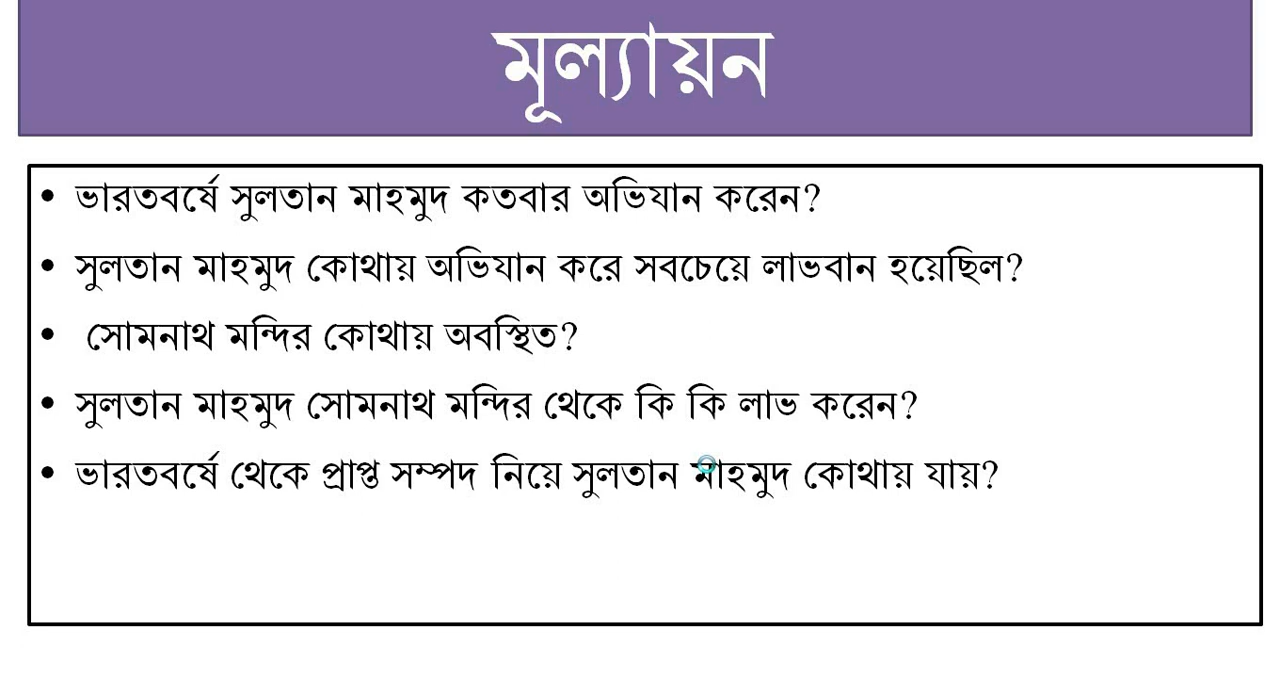 মূল্যায়ন
• ভারতবর্ষে সুলতান মাহমুদ কতবার অভিযান করেন?
• সুলতান মাহমুদ কোথায় অভিযান করে সবচেয়ে লাভবান হয়েছিল?
• সোমনাথ মন্দির কোথায় অবস্থিত?
• সুলতান মাহমুদ সোমনাথ মন্দির থেকে কি কি লাভ করেন?
• ভারতবর্ষে থেকে প্রাপ্ত সম্পদ নিয়ে সুলতান মাহমুদ কোথায় যায়?